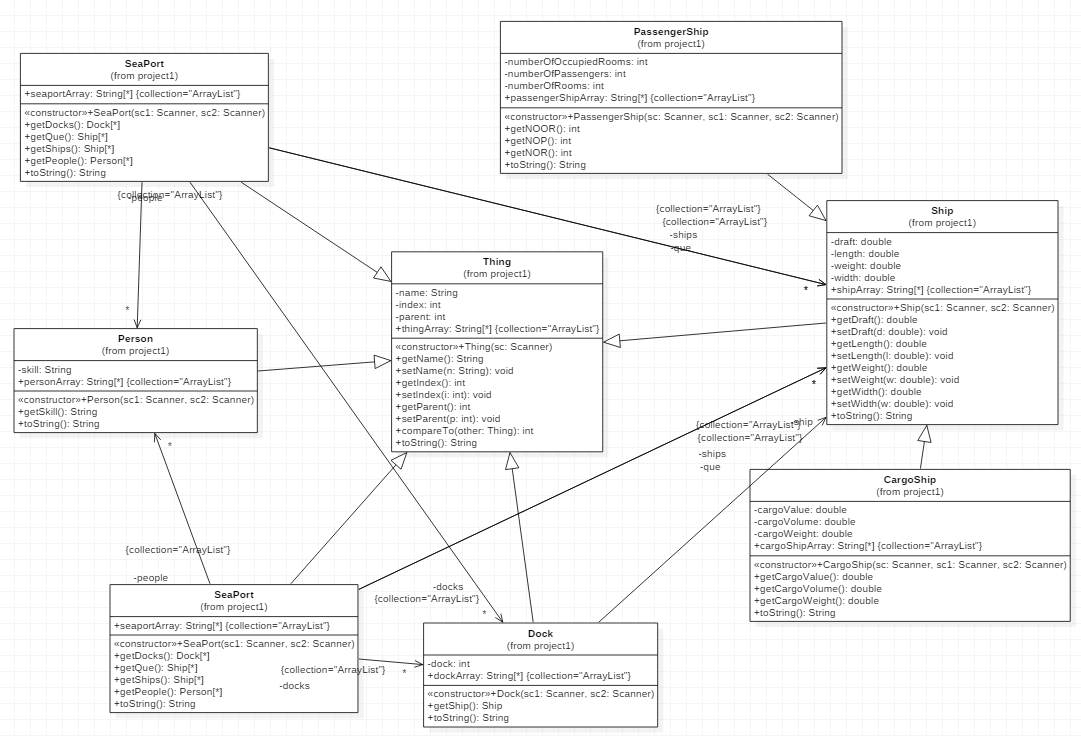 SeaPort
(from project1)
+seaportArray: String[*] {collection="ArrayList"}
«constructor»+SeaPort(sc1: Scanner, sc2: Scanner)
+getDocks(): Dock[*]
+getQue(): Ship[*]
+getShips(): Ship[*]
+getPeople(): Person[*]
+toString(): String
PassengerShip
(from project1)
-numberOfOccupiedRooms: int
-numberOfPassengers: int
-numberOfRooms: int
+passengerShipArray: String[*] {collection="ArrayList"}
«constructor»+PassengerShip(sc: Scanner, sc1: Scanner, sc2: Scanner)
+getNOOR(): int
+getNOP(): int
+getNOR(): int
+toString(): String
{collection="ArrayList"}
-people
*
{collection="ArrayList"}
{collection="ArrayList"}
-ships
-que
*
Ship
(from project1)
-draft: double
-length: double
-weight: double
-width: double
+shipArray: String[*] {collection="ArrayList"}
«constructor»+Ship(sc1: Scanner, sc2: Scanner)
+getDraft(): double
+setDraft(d: double): void
+getLength(): double
+setLength(l: double): void
+getWeight(): double
+setWeight(w: double): void
+getWidth(): double
+setWidth(w: double): void
+toString(): String
Thing
(from project1)
-name: String
-index: int
-parent: int
+thingArray: String[*] {collection="ArrayList"}
«constructor»+Thing(sc: Scanner)
+getName(): String
+setName(n: String): void
+getIndex(): int
+setIndex(i: int): void
+getParent(): int
+setParent(p: int): void
+compareTo(other: Thing): int
+toString(): String
Person
(from project1)
-skill: String
+personArray: String[*] {collection="ArrayList"}
«constructor»+Person(sc1: Scanner, sc2: Scanner)
+getSkill(): String
+toString(): String
*
*
{collection="ArrayList"}
-ship
{collection="ArrayList"}
-ships
-que
CargoShip
(from project1)
-cargoValue: double
-cargoVolume: double
-cargoWeight: double
+cargoShipArray: String[*] {collection="ArrayList"}
«constructor»+CargoShip(sc: Scanner, sc1: Scanner, sc2: Scanner)
+getCargoValue(): double
+getCargoVolume(): double
+getCargoWeight(): double
+toString(): String
{collection="ArrayList"}
-people
SeaPort
(from project1)
+seaportArray: String[*] {collection="ArrayList"}
«constructor»+SeaPort(sc1: Scanner, sc2: Scanner)
+getDocks(): Dock[*]
+getQue(): Ship[*]
+getShips(): Ship[*]
+getPeople(): Person[*]
+toString(): String
{collection="ArrayList"}
*
-docks
-docks
{collection="ArrayList"}
*
Dock
(from project1)
-dock: int
+dockArray: String[*] {collection="ArrayList"}
«constructor»+Dock(sc1: Scanner, sc2: Scanner)
+getShip(): Ship
+toString(): String